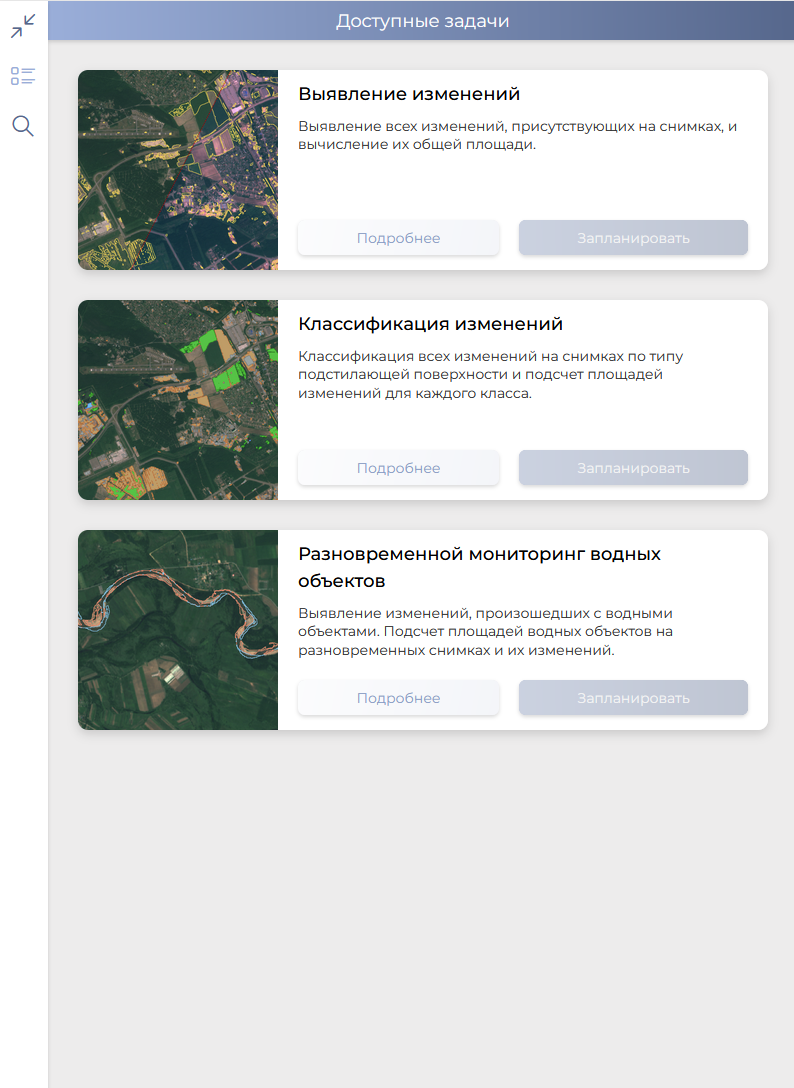 Доступные задачи
Выявление изменений
Выявление всех изменений, присутствующих на снимках, и
вычисление их общей площади.
Подробнее
Запланировать
Классификация изменений
Классификация всех изменений на снимках по типу
подстилающей поверхности и подсчет площадей
изменений для каждого класса.
Подробнее
Запланировать
Разновременной мониторинг водных
объектов
Выявление изменений, произошедших с водными
объектами. Подсчет площадей водных объектов на
разновременных снимках и их изменений.
Подробнее
Запланировать